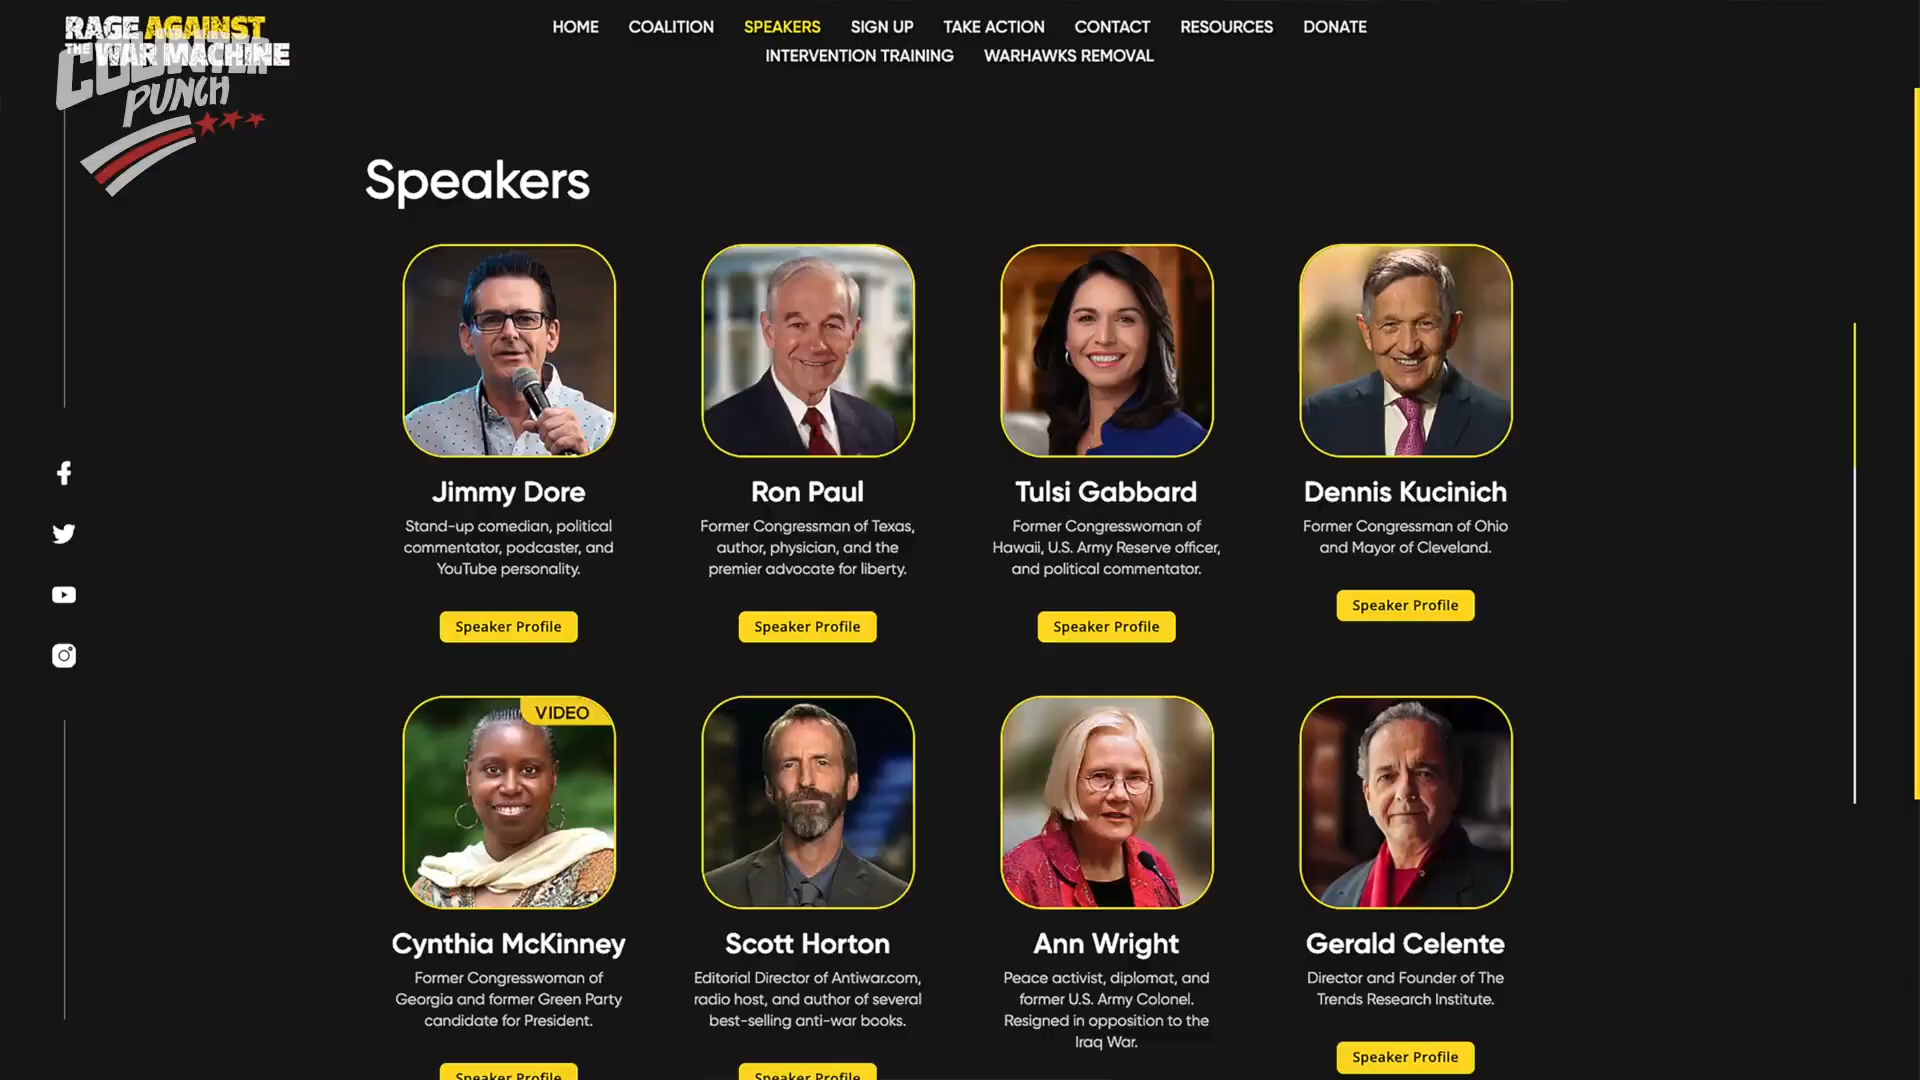 RAGE AGAINST
THE WAR MACHINE
COUNTER
PUNCH
HOME COALITION SPEAKERS SIGN UP TAKE ACTION CONTACT RESOURCES DONATE
INTERVENTION TRAINING WARHAWKS REMOVAL
Speakers
Jimmy Dore
Stand-up comedian, political
commentator, podcaster, and
YouTube personality.
Speaker Profile
Ron Paul
Former Congressman of Texas,
author, physician, and the
premier advocate for liberty.
Speaker Profile
Tulsi Gabbard
Former Congresswoman of
Hawaii, U.S. Army Reserve officer,
and political commentator.
Speaker Profile
Dennis Kucinich
Former Congressman of Ohio
and Mayor of Cleveland.
Speaker Profile
VIDEO
Cynthia McKinney
Former Congresswoman of
Georgia and former Green Party
candidate for President.
Speaker Profile
Scott Horton
Editorial Director of Antiwar.com,
radio host, and author of several
best-selling anti-war books.
Speaker Profile
Ann Wright
Peace activist, diplomat, and
former U.S. Army Colonel.
Resigned in opposition to the
Iraq War.
Gerald Celente
Director and Founder of The
Trends Research Institute.
Speaker Profile